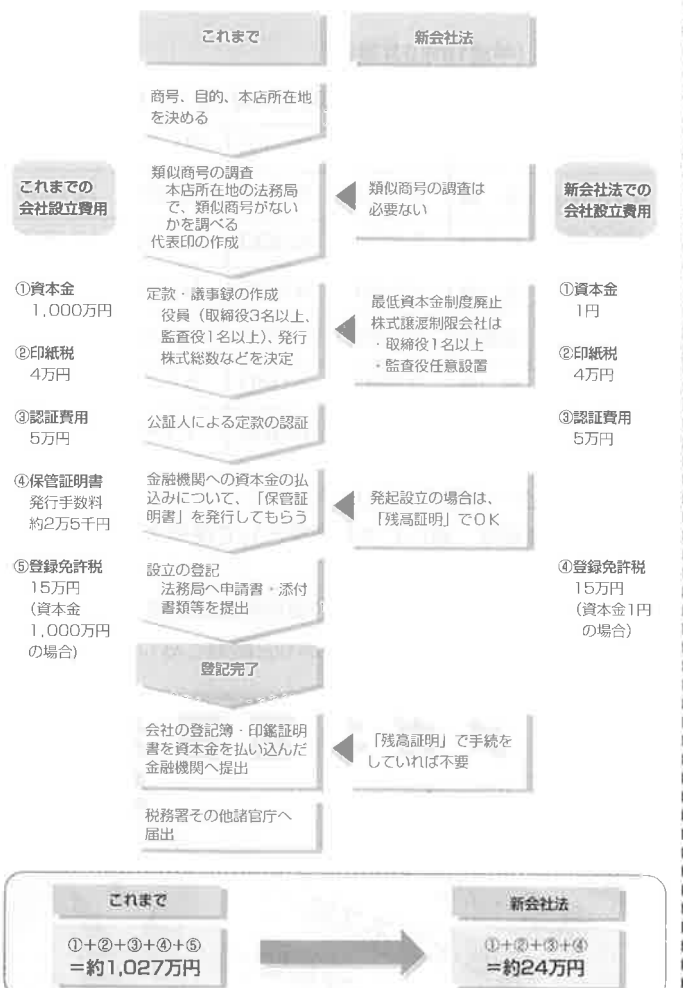 これまで
新会社法
商号、目的、本店所在地
を決める
これまでの
会社設立費用
類似商号の調査
本店所在地の法務局
で、類似商号がない
かを調べる
代表印の作成
類似商号の調査は
必要ない
新会社法での
会社設立費用
①資本金
1,000万円
②印紙税
4万円
③認証費用
5万円
④保管証明書
発行手数料
約2万5千円
⑤登録免許税
15万円
(資本金
1,000万円
の場合)
定款・議事録の作成
役員(取締役3名以上、
監査役1名以上)、発行
株式総数などを決定
最低資本金制度廃止
株式譲渡制限会社は
・取締役1名以上
・監査役任意設置
公証人による定款の認証
金融機関への資本金の払
込みについて、「保管証
明書」を発行してもらう
発起設立の場合は、
「残高証明」でOK
設立の登記
法務局へ申請書・添付
書類等を提出
登記完了
会社の登記簿・印鑑証明
書を資本金を払い込んだ
金融機関へ提出
「残高証明」で手続を
していれば不要
税務署その他諸官庁へ
届出
①資本金
1円
②印紙税
4万円
③認証費用
5万円
④登録免許税
15万円
(資本金1円
の場合)
これまで
①+②+③+④+⑤
=約1,027万円
新会社法
①+②+③+④
=約24万円